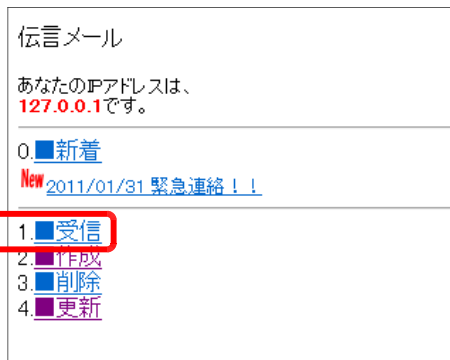 伝言メール
あなたのIPアドレスは、
127.0.0.1です。
0.■新着
New 2011/01/31 緊急連絡！！
1.■受信
2.■作成
3.■削除
4.■更新